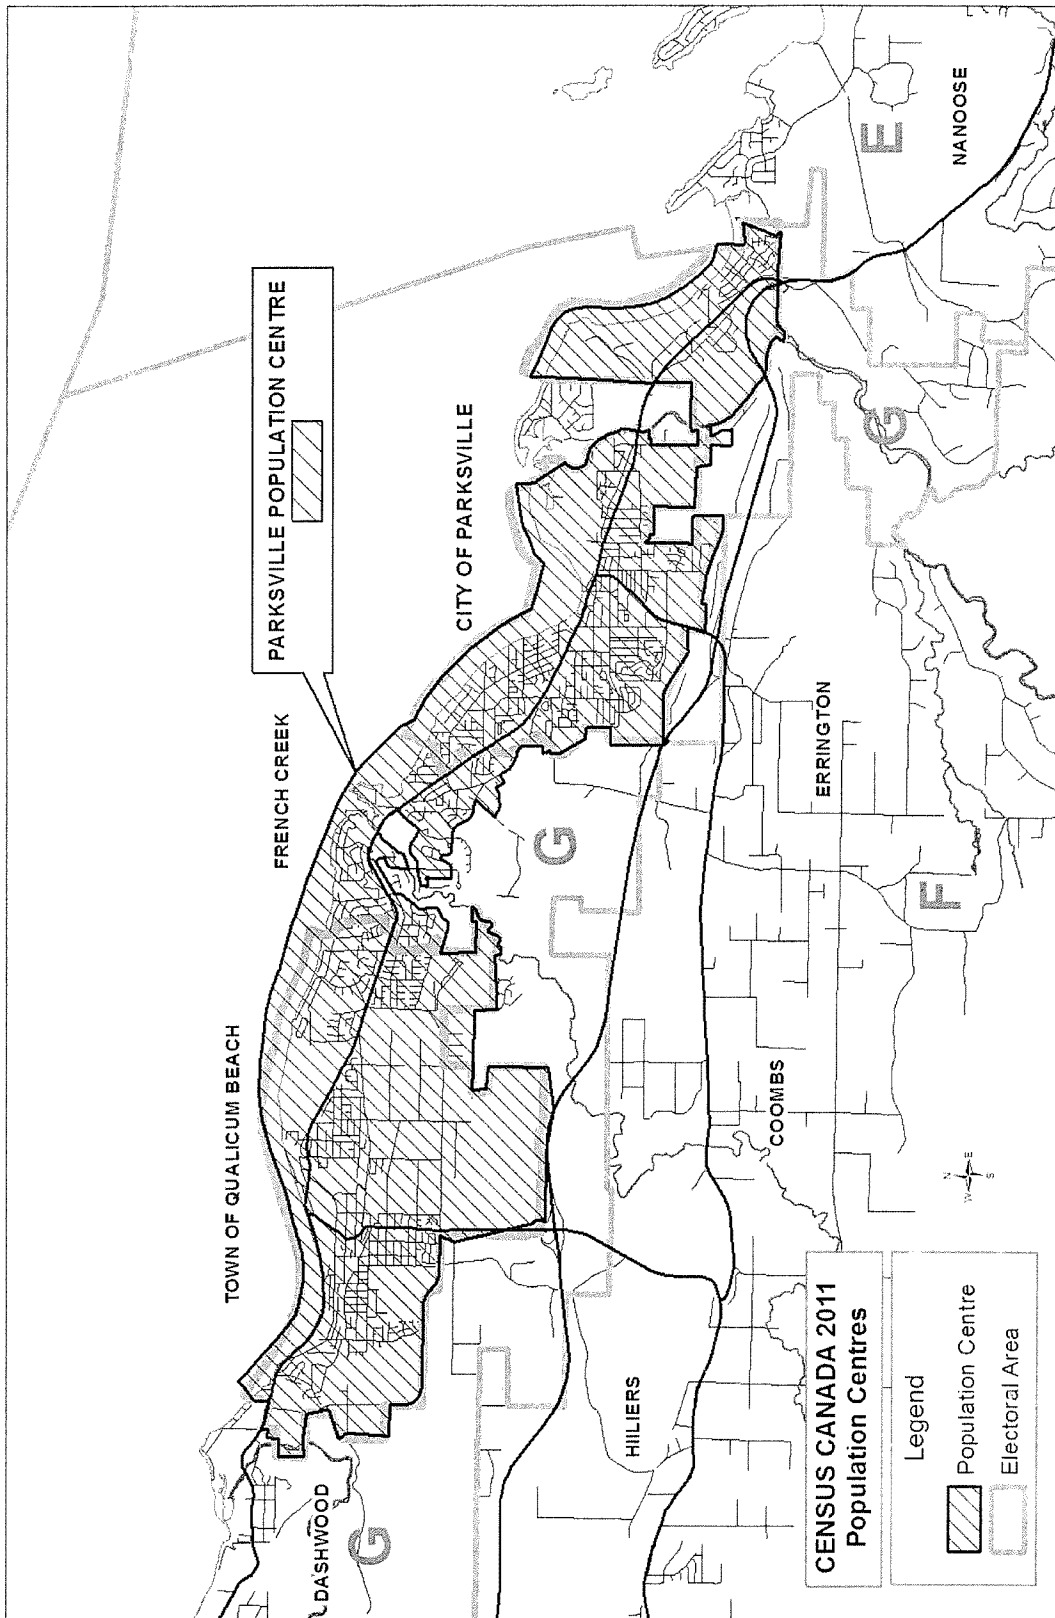 PARKSVILLE POPULATION CENTRE
FRENCH CREEK
CITY OF PARKSVILLE
TOWN OF QUALICUM BEACH
NANOOSE
E
G
G
F
G
ERRINGTON
COOMBS
HIILIERS
DASHWOOD
N
W
E
S
CENSUS CANADA 2011
Population Centres
Legend
Population Centre
Electoral Area